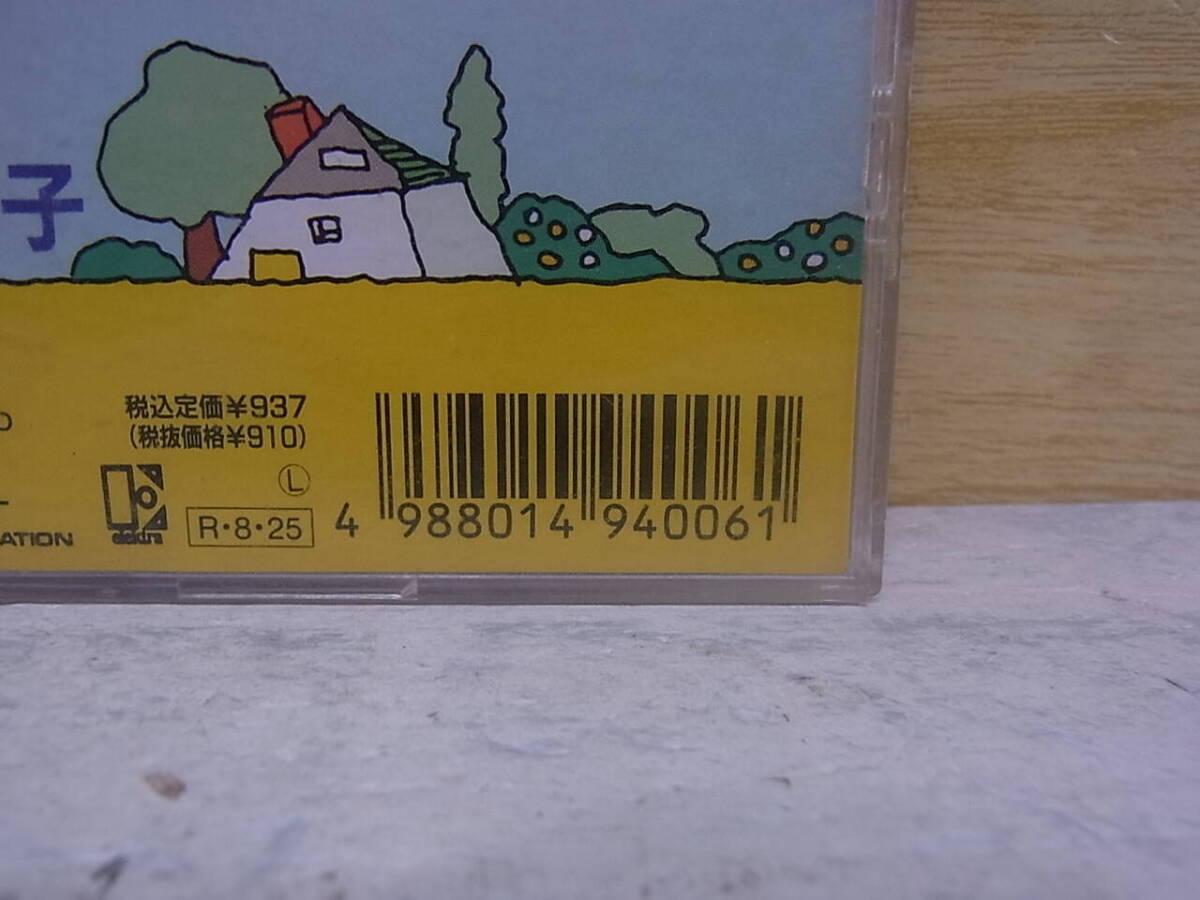 子
税込定価¥937
(税抜価格¥910)
L
R・8・25
elektra
ATION
4 988014 940061